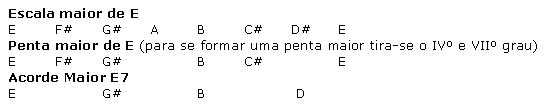 Escala maior de E
E F# G# A B C# D# E
Penta maior de E (para se formar uma penta maior tira-se o IVº e VIIº grau)
E F# G# B C# E
Acorde Maior E7
E G# B D